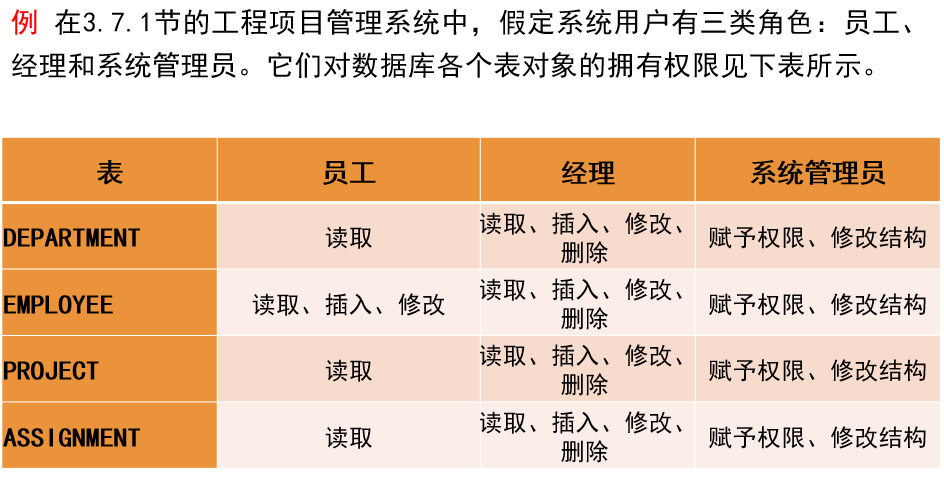 例 在3.7.1节的工程项目管理系统中，假定系统用户有三类角色：员工、
经理和系统管理员。它们对数据库各个表对象的拥有权限见下表所示。
表 员工 经理 系统管理员
DEPARTMENT 读取 读取、插入、修改、
删除 赋予权限、修改结构
EMPLOYEE 读取、插入、修改 读取、插入、修改、
删除 赋予权限、修改结构
PROJECT 读取 读取、插入、修改、
删除 赋予权限、修改结构
ASSIGNMENT 读取 读取、插入、修改、
删除 赋予权限、修改结构